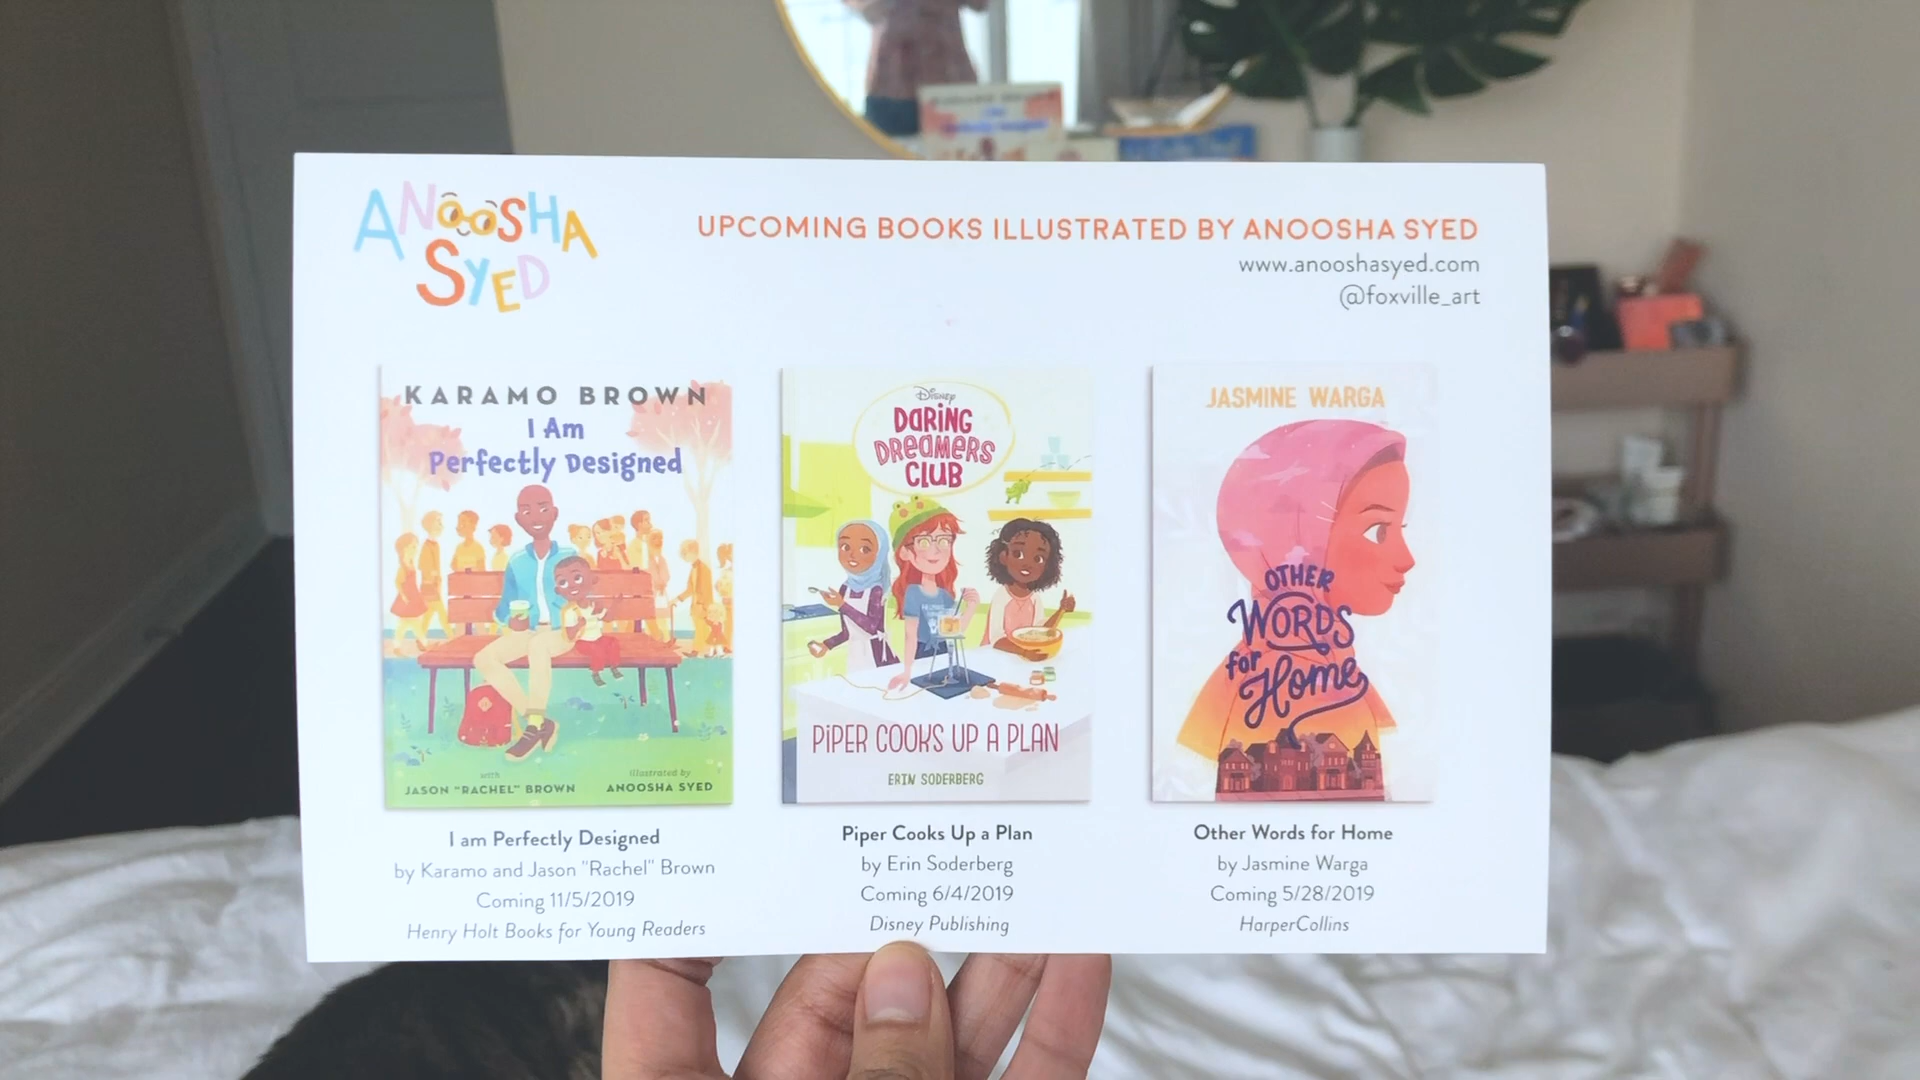 ANOOSHA
SYED
UPCOMING BOOKS ILLUSTRATED BY ANOOSHA SYED
www.anooshasyed.com
@foxville_art
KARAMO BROWN
I Am
Perfectly Designed
with
JASON "RACHEL" BROWN
illustrated by
ANOOSHA SYED
I am Perfectly Designed
by Karamo and Jason "Rachel" Brown
Coming 11/5/2019
Henry Holt Books for Young Readers
Disney
DARING
DREAMERS
CLUB
PIPER COOKS UP A PLAN
ERIN SODERBERG
Piper Cooks Up a Plan
by Erin Soderberg
Coming 6/4/2019
Disney Publishing
JASMINE WARGA
OTHER
WORDS
for
Home
Other Words for Home
by Jasmine Warga
Coming 5/28/2019
HarperCollins